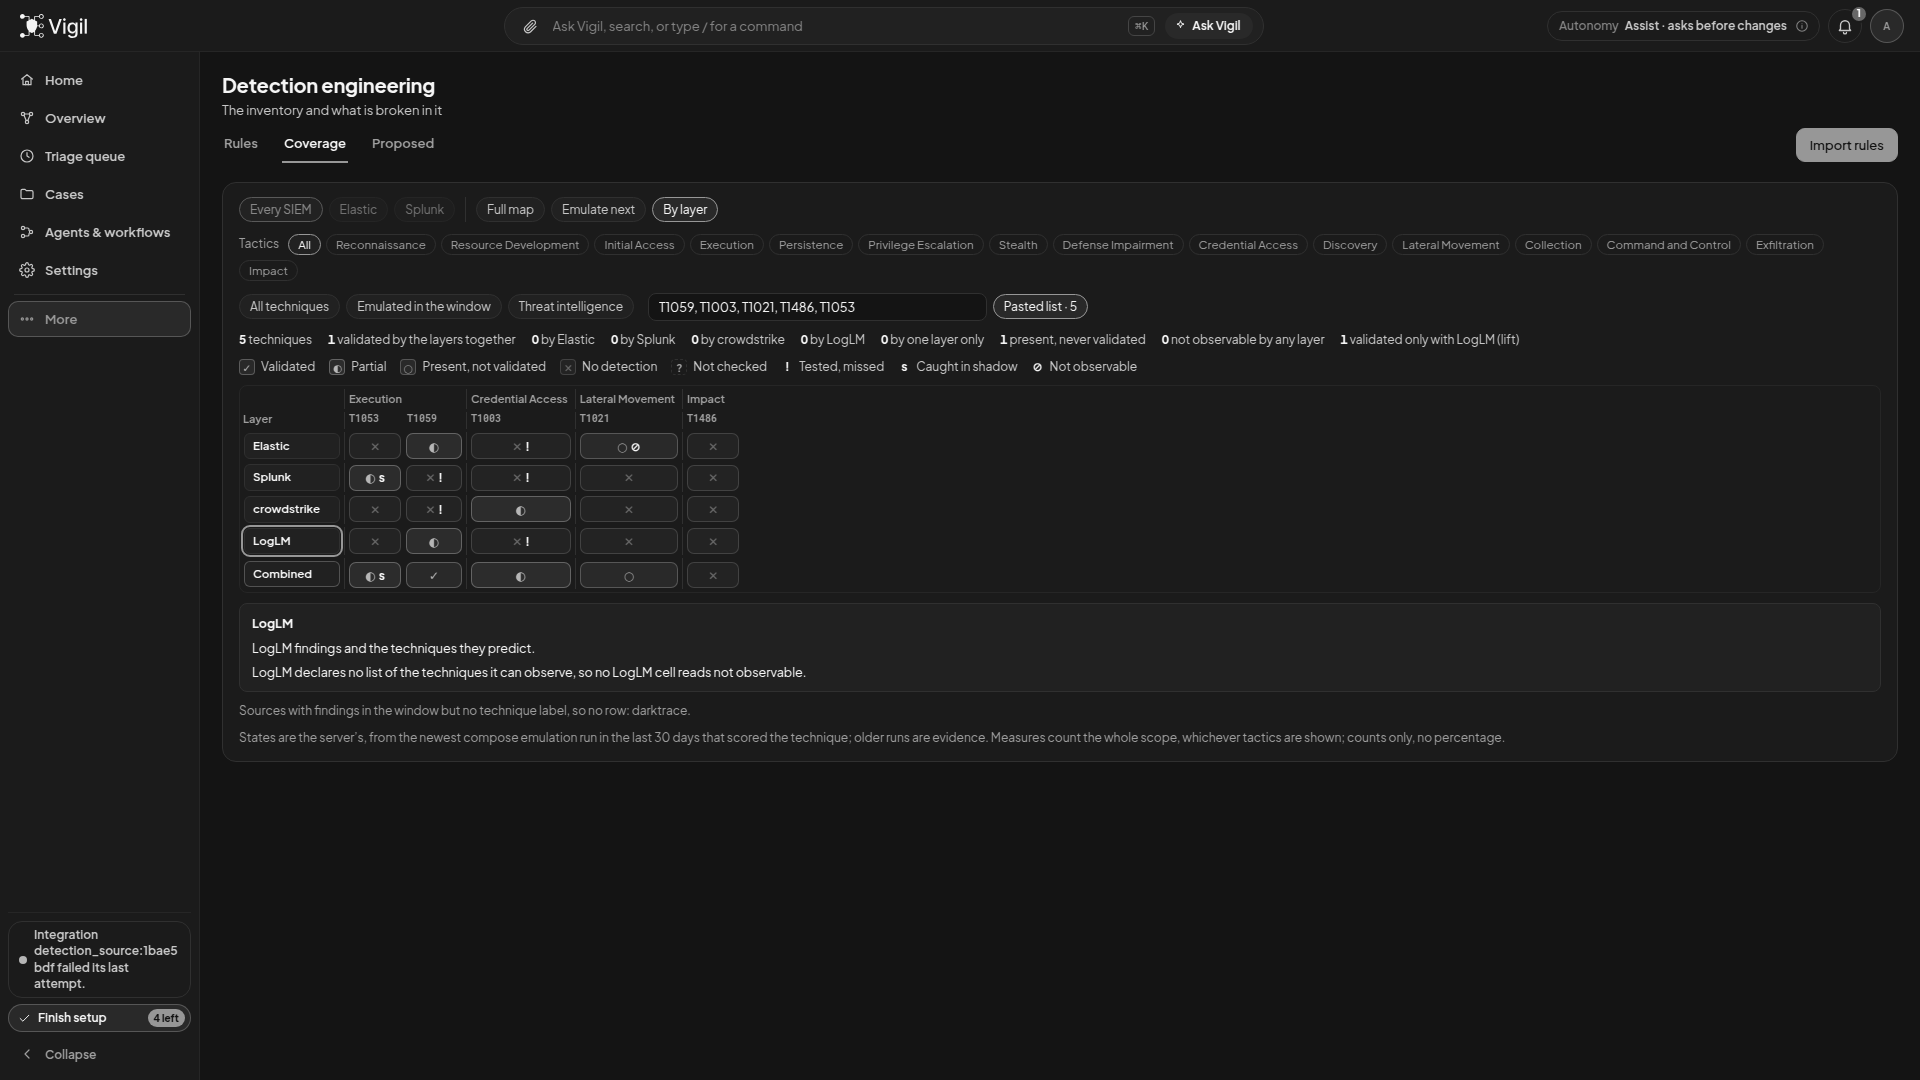 Vigil
Ask Vigil, search, or type / for a command
⌘K
Ask Vigil
Autonomy Assist · asks before changes
1
A
Home
Overview
Triage queue
Cases
Agents & workflows
Settings
More
Detection engineering
The inventory and what is broken in it
Rules Coverage Proposed
Import rules
Every SIEM Elastic Splunk Full map Emulate next By layer
Tactics All Reconnaissance Resource Development Initial Access Execution Persistence Privilege Escalation Stealth Defense Impairment Credential Access Discovery Lateral Movement Collection Command and Control Exfiltration
Impact
All techniques Emulated in the window Threat intelligence T1059, T1003, T1021, T1486, T1053 Pasted list · 5
5 techniques 1 validated by the layers together 0 by Elastic 0 by Splunk 0 by crowdstrike 0 by LogLM 0 by one layer only 1 present, never validated 0 not observable by any layer 1 validated only with LogLM (lift)
✓ Validated ◐ Partial ○ Present, not validated × No detection ? Not checked ! Tested, missed s Caught in shadow ⊘ Not observable
Execution Credential Access Lateral Movement Impact
Layer T1053 T1059 T1003 T1021 T1486
Elastic × ◐ × ! ○ ⊘ ×
Splunk ◐ s × ! × ! × ×
crowdstrike × × ! ◐ × ×
LogLM × ◐ × ! × ×
Combined ◐ s ✓ ◐ ○ ×
LogLM
LogLM findings and the techniques they predict.
LogLM declares no list of the techniques it can observe, so no LogLM cell reads not observable.
Sources with findings in the window but no technique label, so no row: darktrace.
States are the server's, from the newest compose emulation run in the last 30 days that scored the technique; older runs are evidence. Measures count the whole scope, whichever tactics are shown; counts only, no percentage.
Integration
detection_source:1bae5
bdf failed its last
attempt.
Finish setup 4 left
Collapse